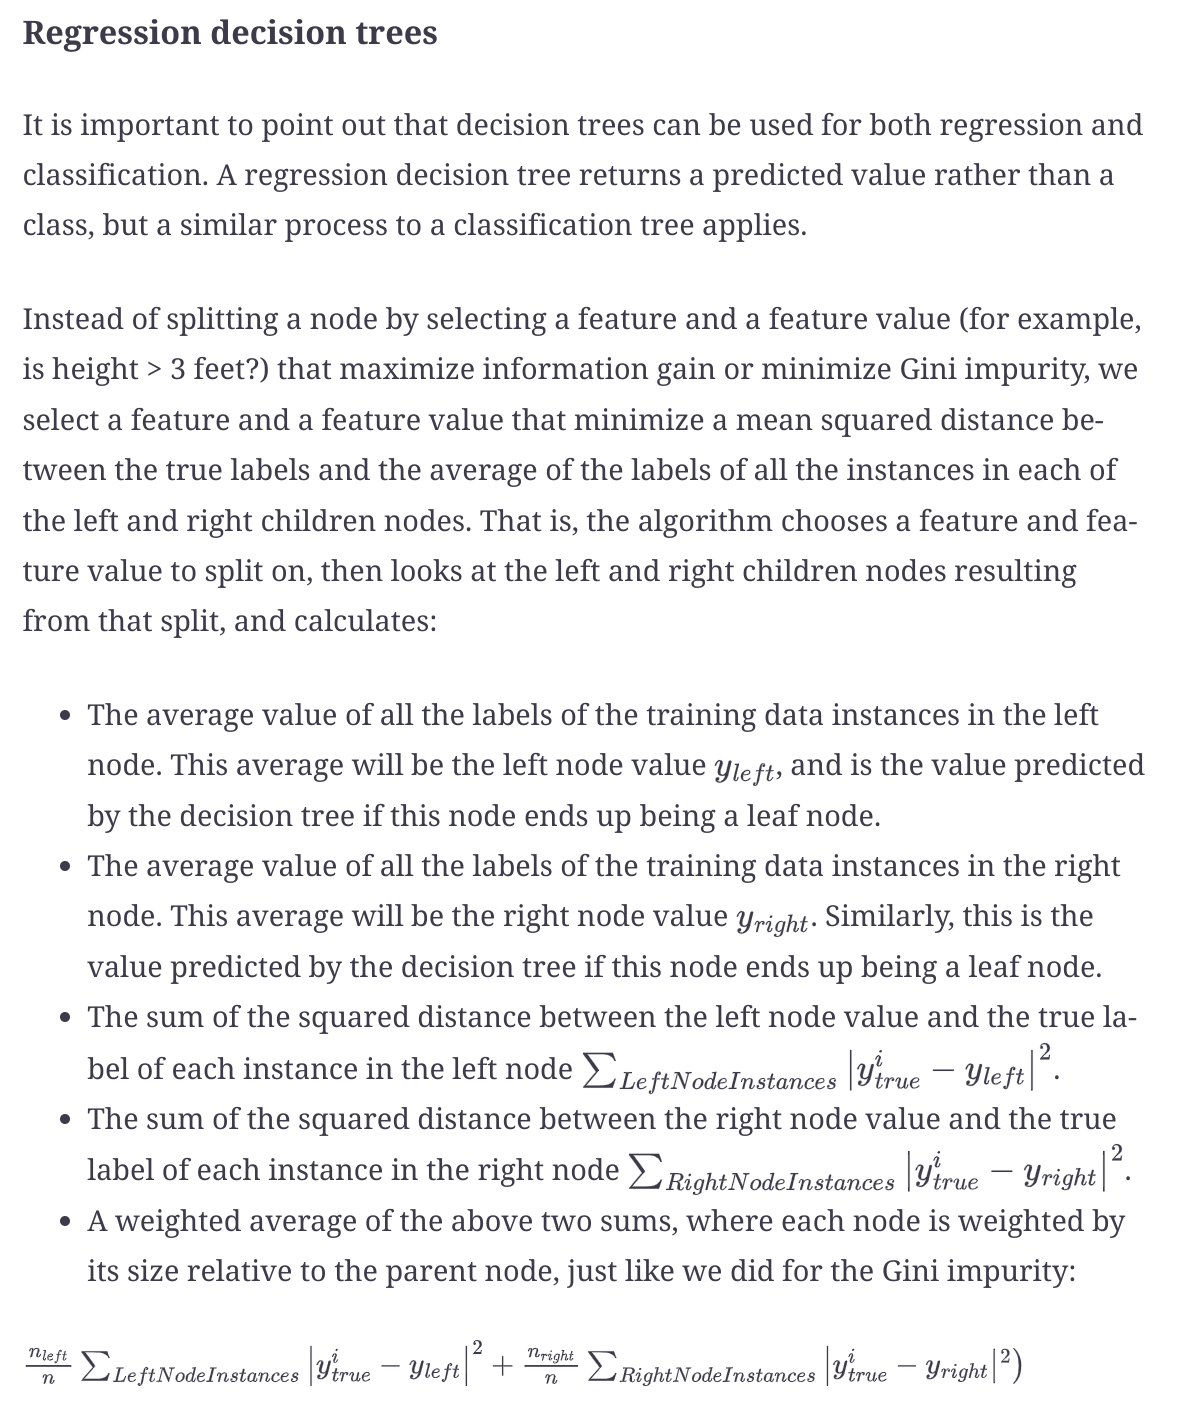 Regression decision trees
It is important to point out that decision trees can be used for both regression and
classification. A regression decision tree returns a predicted value rather than a
class, but a similar process to a classification tree applies.
Instead of splitting a node by selecting a feature and a feature value (for example,
is height > 3 feet?) that maximize information gain or minimize Gini impurity, we
select a feature and a feature value that minimize a mean squared distance be-
tween the true labels and the average of the labels of all the instances in each of
the left and right children nodes. That is, the algorithm chooses a feature and fea-
ture value to split on, then looks at the left and right children nodes resulting
from that split, and calculates:
• The average value of all the labels of the training data instances in the left
node. This average will be the left node value $y_{left}$, and is the value predicted
by the decision tree if this node ends up being a leaf node.
• The average value of all the labels of the training data instances in the right
node. This average will be the right node value $y_{right}$. Similarly, this is the
value predicted by the decision tree if this node ends up being a leaf node.
• The sum of the squared distance between the left node value and the true la-
bel of each instance in the left node $\sum_{LeftNodeInstances} |y_{true}^i - y_{left}|^2$.
• The sum of the squared distance between the right node value and the true
label of each instance in the right node $\sum_{RightNodeInstances} |y_{true}^i - y_{right}|^2$.
• A weighted average of the above two sums, where each node is weighted by
its size relative to the parent node, just like we did for the Gini impurity:
$\frac{n_{left}}{n} \sum_{LeftNodeInstances} |y_{true}^i - y_{left}|^2 + \frac{n_{right}}{n} \sum_{RightNodeInstances} |y_{true}^i - y_{right}|^2)$